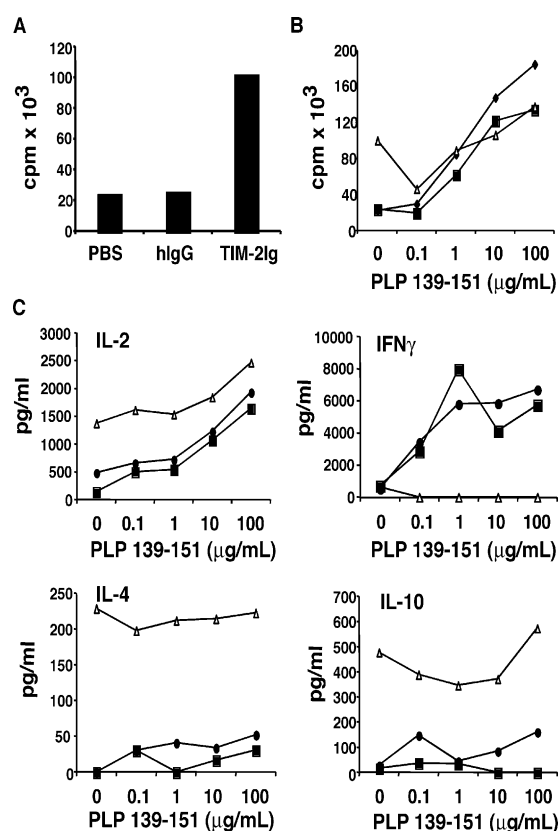 A
cpm x 10³
120
100
80
60
40
20
0
PBS hIgG TIM-2Ig
B
cpm x 10³
200
160
120
80
40
0
0 0.1 1 10 100
PLP 139-151 (μg/mL)
C
IL-2
pg/ml
3000
2500
2000
1500
1000
500
0
0 0.1 1 10 100
PLP 139-151 (μg/mL)
IFNγ
pg/ml
10000
8000
6000
4000
2000
0
0 0.1 1 10 100
PLP 139-151 (μg/mL)
IL-4
pg/ml
250
200
150
100
50
0
0 0.1 1 10 100
PLP 139-151 (μg/mL)
IL-10
pg/ml
700
600
500
400
300
200
100
0
0 0.1 1 10 100
PLP 139-151 (μg/mL)